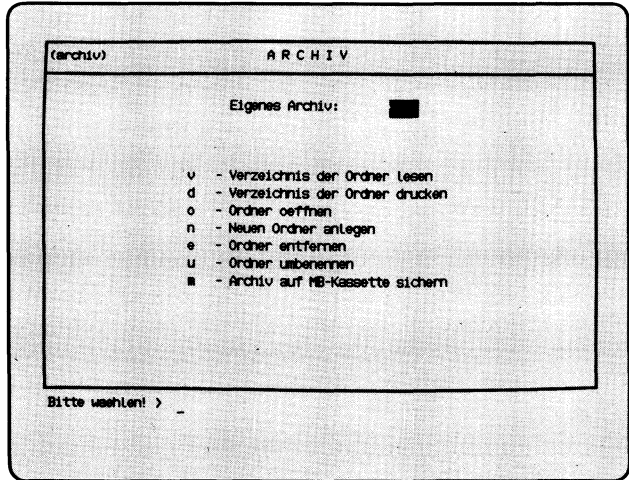 (archiv) A R C H I V
Eigenes Archiv:
v - Verzeichnis der Ordner lesen
d - Verzeichnis der Ordner drucken
o - Ordner oeffnen
n - Neuen Ordner anlegen
e - Ordner entfernen
u - Ordner umbenennen
m - Archiv auf MB-Kassette sichern
Bitte waehlen! > _